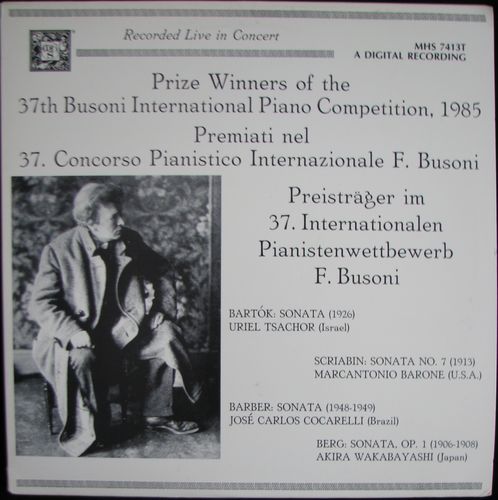 Recorded Live in Concert
MHS 7413T
A DIGITAL RECORDING
Prize Winners of the
37th Busoni International Piano Competition, 1985
Premiati nel
37. Concorso Pianistico Internazionale F. Busoni
Preisträger im
37. Internationalen
Pianistenwettbewerb
F. Busoni
BARTÓK: SONATA (1926)
URIEL TSACHOR (Israel)
SCRIABIN: SONATA NO. 7 (1913)
MARCANTONIO BARONE (U.S.A.)
BARBER: SONATA (1948-1949)
JOSÉ CARLOS COCARELLI (Brazil)
BERG: SONATA, OP. 1 (1906-1908)
AKIRA WAKABAYASHI (Japan)